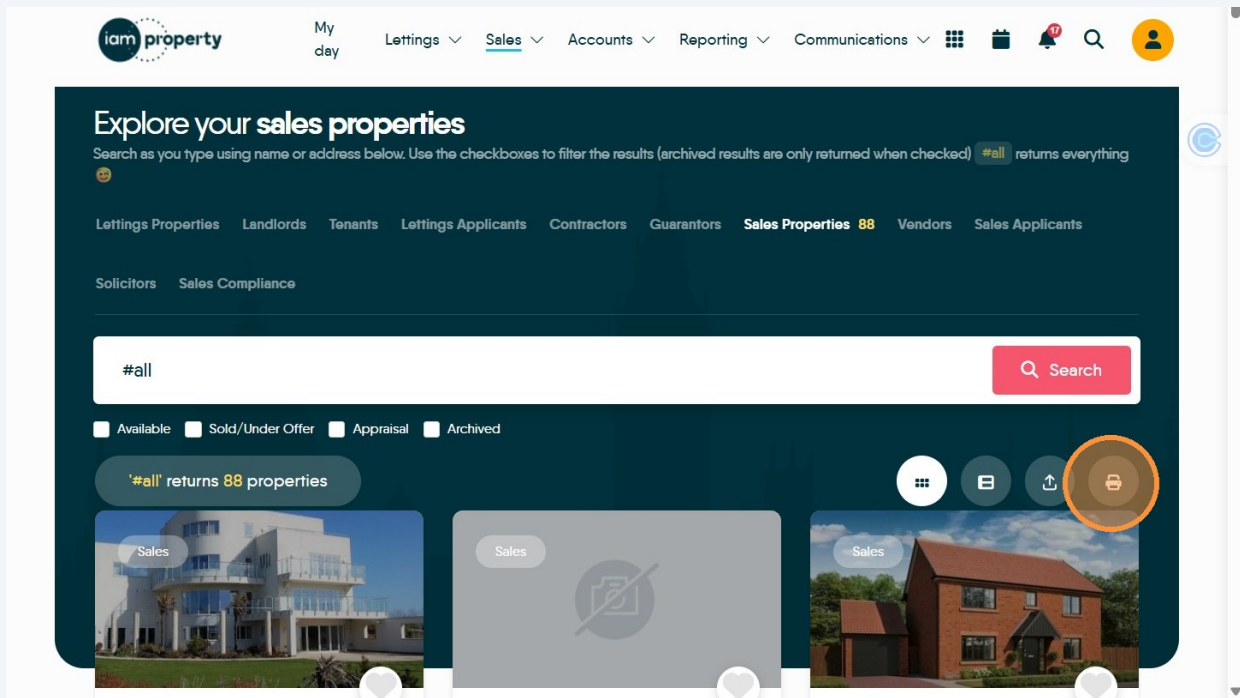 iam property
My
day
Lettings
Sales
Accounts
Reporting
Communications
17
Explore your sales properties
Search as you type using name or address below. Use the checkboxes to filter the results (archived results are only returned when checked) #all returns everything
Lettings Properties Landlords Tenants Lettings Applicants Contractors Guarantors Sales Properties 88 Vendors Sales Applicants
Solicitors Sales Compliance
#all
Search
Available Sold/Under Offer Appraisal Archived
'#all' returns 88 properties
Sales
Sales
Sales